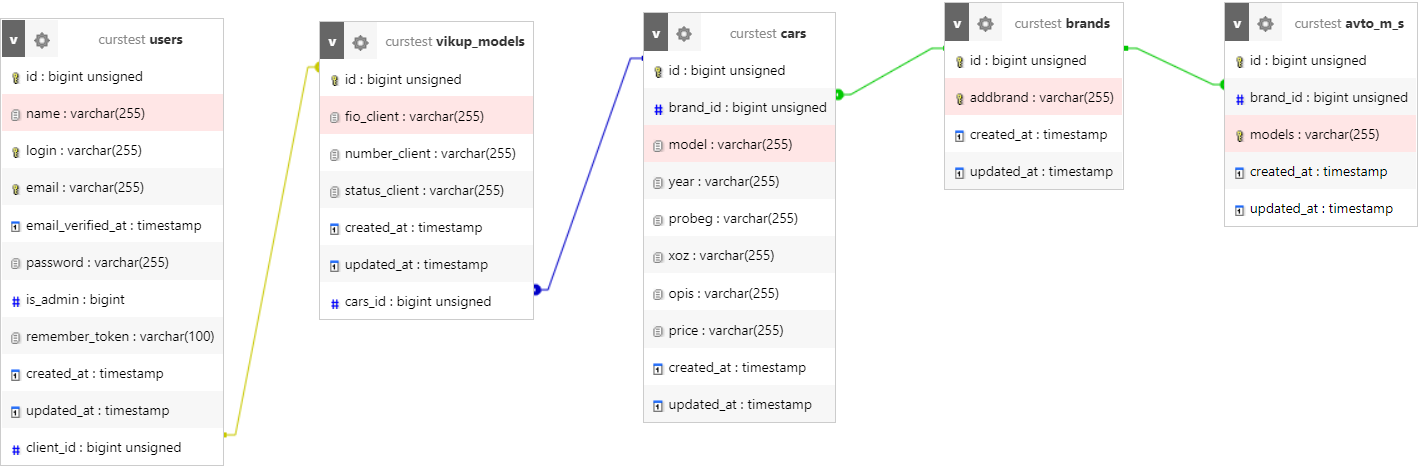 v curstest users
id : bigint unsigned
name : varchar(255)
login : varchar(255)
email : varchar(255)
email_verified_at : timestamp
password : varchar(255)
is_admin : bigint
remember_token : varchar(100)
created_at : timestamp
updated_at : timestamp
client_id : bigint unsigned
v curstest vikup_models
id : bigint unsigned
fio_client : varchar(255)
number_client : varchar(255)
status_client : varchar(255)
created_at : timestamp
updated_at : timestamp
cars_id : bigint unsigned
v curstest cars
id : bigint unsigned
brand_id : bigint unsigned
model : varchar(255)
year : varchar(255)
probeg : varchar(255)
xoz : varchar(255)
opis : varchar(255)
price : varchar(255)
created_at : timestamp
updated_at : timestamp
v curstest brands
id : bigint unsigned
addbrand : varchar(255)
created_at : timestamp
updated_at : timestamp
v curstest avto_m_s
id : bigint unsigned
brand_id : bigint unsigned
models : varchar(255)
created_at : timestamp
updated_at : timestamp